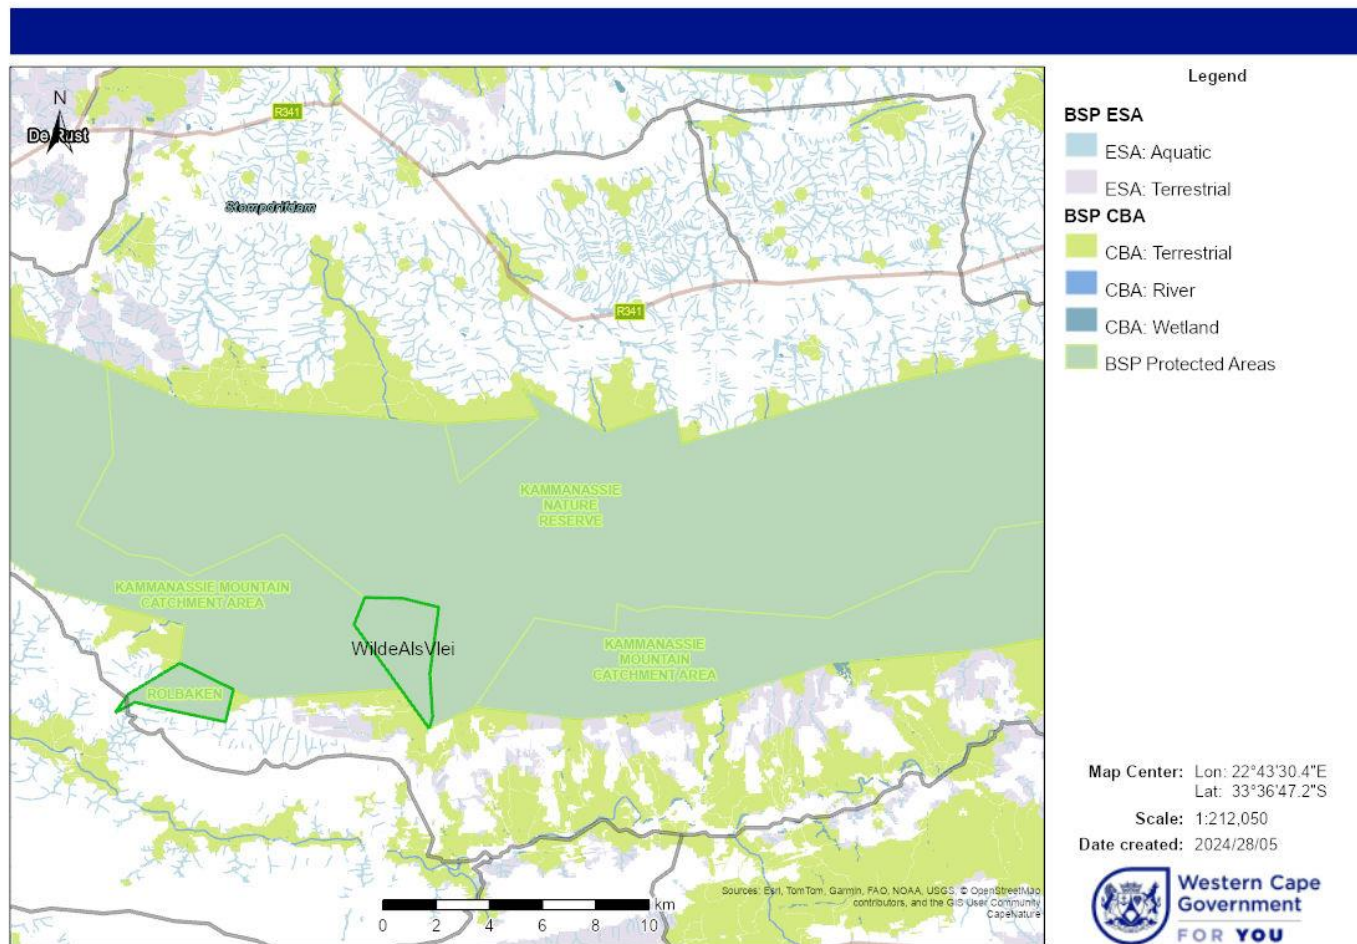 N
De Rust
R341
Stompdrifdam
R341
KAMMANASSIE
NATURE
RESERVE
KAMMANASSIE MOUNTAIN
CATCHMENT AREA
WildeAlsVlei
KAMMANASSIE
MOUNTAIN
CATCHMENT AREA
ROLBAKEN
Sources: Esri, TomTom, Garmin, FAO, NOAA, USGS, © OpenStreetMap
contributors, and the GIS User Community
CapeNature
km
0 2 4 6 8 10
Legend
BSP ESA
ESA: Aquatic
ESA: Terrestrial
BSP CBA
CBA: Terrestrial
CBA: River
CBA: Wetland
BSP Protected Areas
Map Center: Lon: 22°43'30.4"E
Lat: 33°36'47.2"S
Scale: 1:212,050
Date created: 2024/28/05
Western Cape
Government
FOR YOU